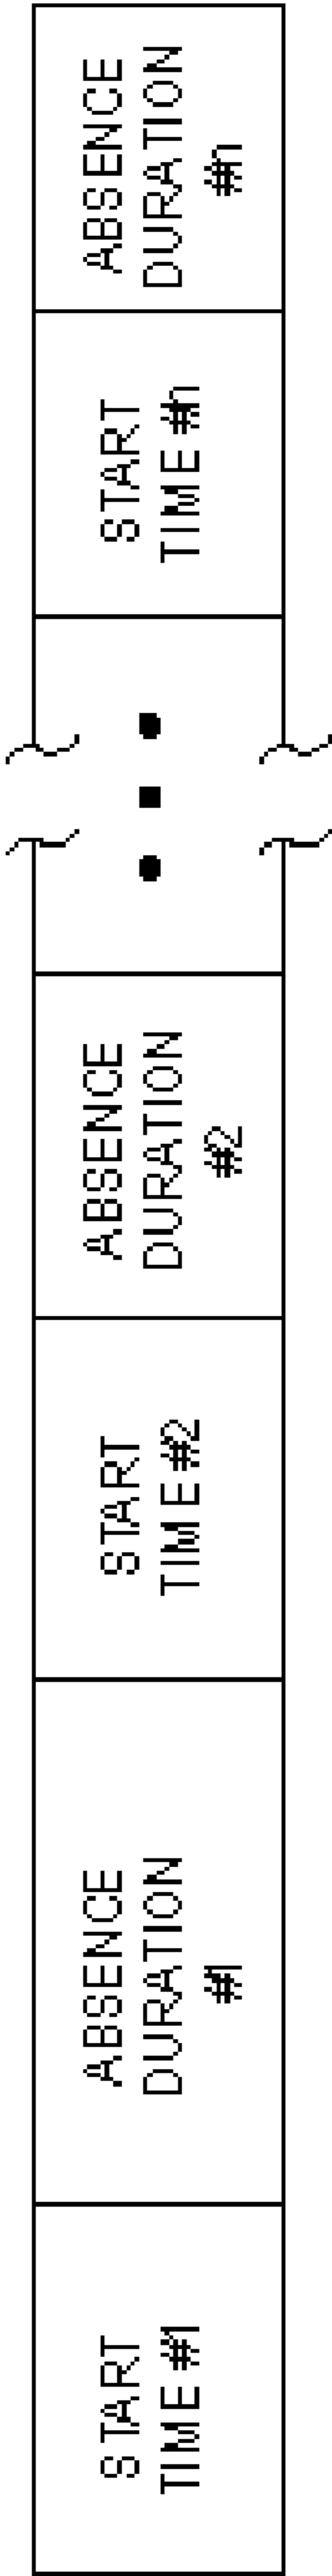 START
TIME #1
ABSENCE
DURATION
#1
START
TIME #2
ABSENCE
DURATION
#2
START
TIME #n
ABSENCE
DURATION
#n